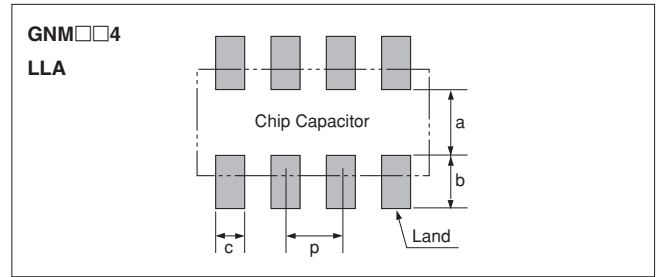 GNM□□4
LLA
Chip Capacitor
a
b
c
p
Land